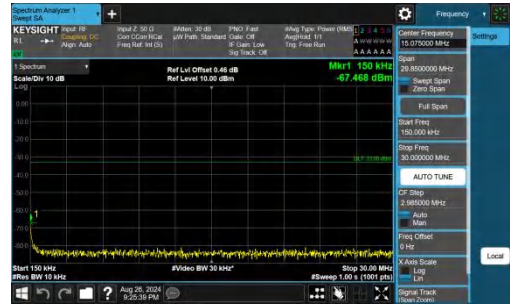 Spectrum Analyzer 1
Swept SA
KEYSIGHT
Input: RF
Coupling: DC
Align: Auto
Input Z: 50 Ω
Corr CCorr RCal
Freq Ref: Int (S)
#Atten: 30 dB
µW Path: Standard
PNO: Fast
Gate: Off
IF Gain: Low
Sig Track: Off
#Avg Type: Power (RMS)
Avg|Hold: 1/1
Trig: Free Run
1 2 3 4 5 6
A W W W W W
A A A A A A
1 Spectrum
Scale/Div 10 dB
Log
Ref Lvl Offset 0.46 dB
Ref Level 10.00 dBm
Mkr1 150 kHz
-67.468 dBm
0.00
-10.0
-20.0
-30.0
-40.0
-50.0
-60.0
-70.0
-80.0
1
Start 150 kHz
#Res BW 10 kHz
#Video BW 30 kHz*
Stop 30.00 MHz
#Sweep 1.00 s (1001 pts)
Aug 26, 2024
9:25:39 PM
Frequency
Center Frequency
15.075000 MHz
Span
29.8500000 MHz
Swept Span
Zero Span
Full Span
Start Freq
150.000 kHz
Stop Freq
30.000000 MHz
AUTO TUNE
CF Step
2.985000 MHz
Auto
Man
Freq Offset
0 Hz
X Axis Scale
Log
Lin
Signal Track
(Span Zoom)
Settings
Local